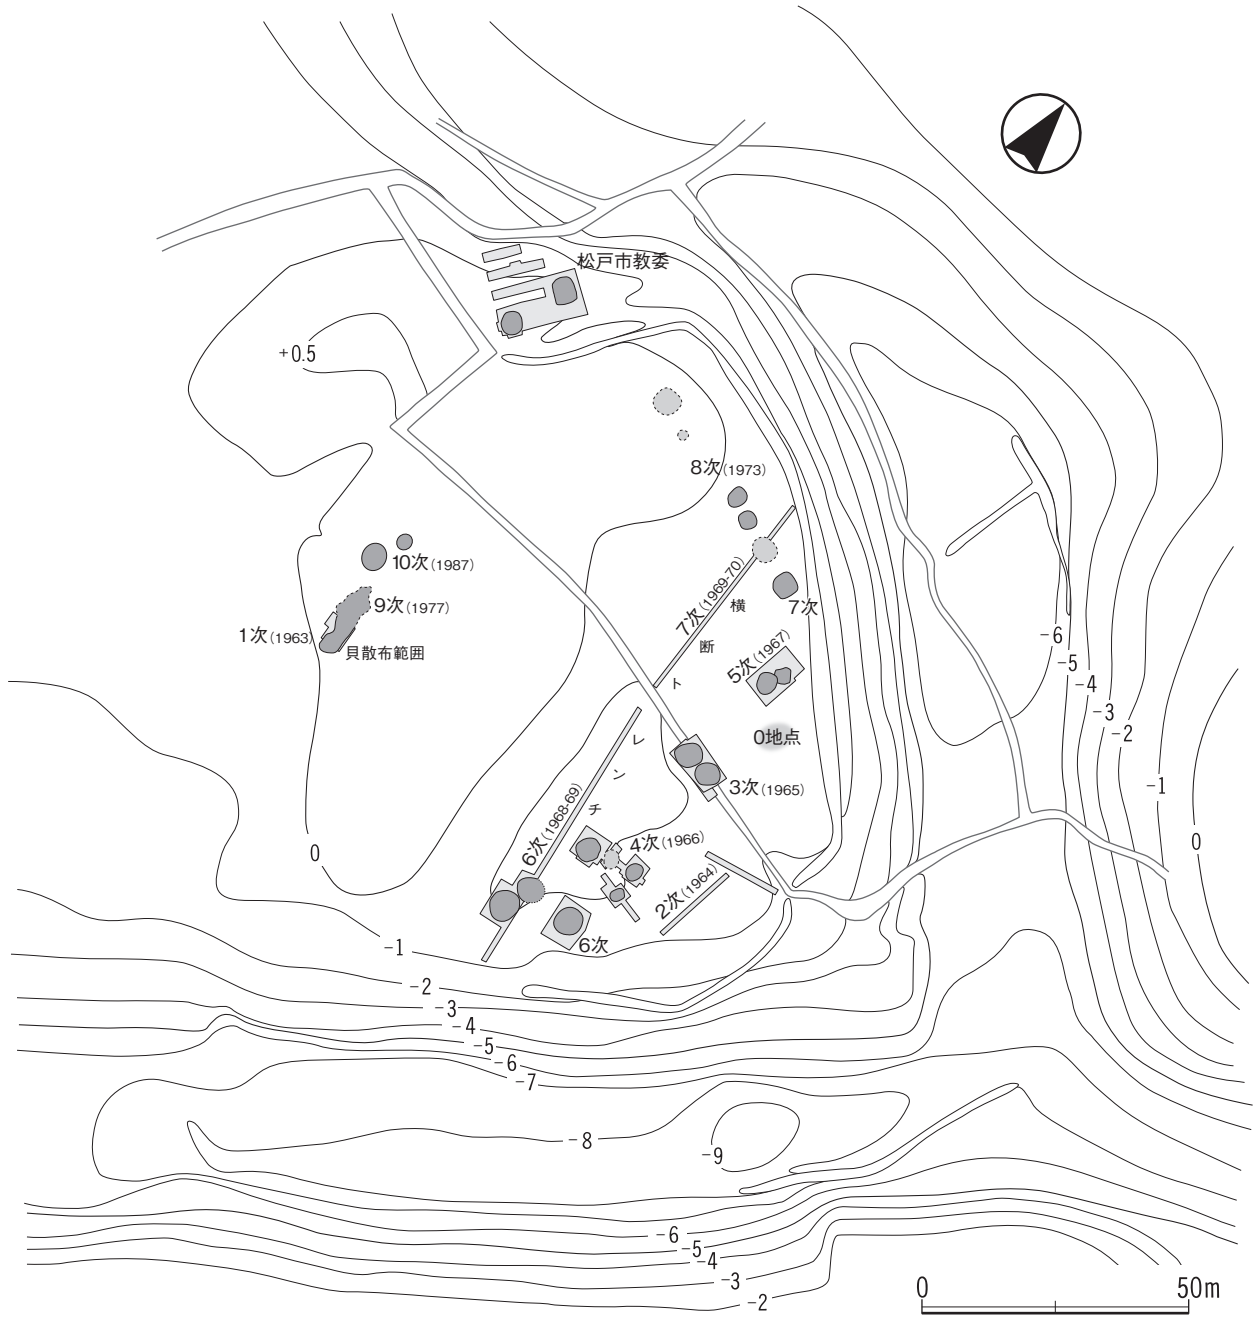 松戸市教委
+0.5
8次(1973)
10次(1987)
9次(1977)
1次(1963)
貝散布範囲
7次(1969-70)
7次
横
断
ト
レ
ン
チ
5次(1967)
0地点
3次(1965)
6次(1968-69)
4次(1966)
2次(1964)
6次
-6
-5
-4
-3
-2
-1
0
0
-1
-2
-3
-4
-5
-6
-7
-8
-9
-6
-5
-4
-3
-2
0 50m